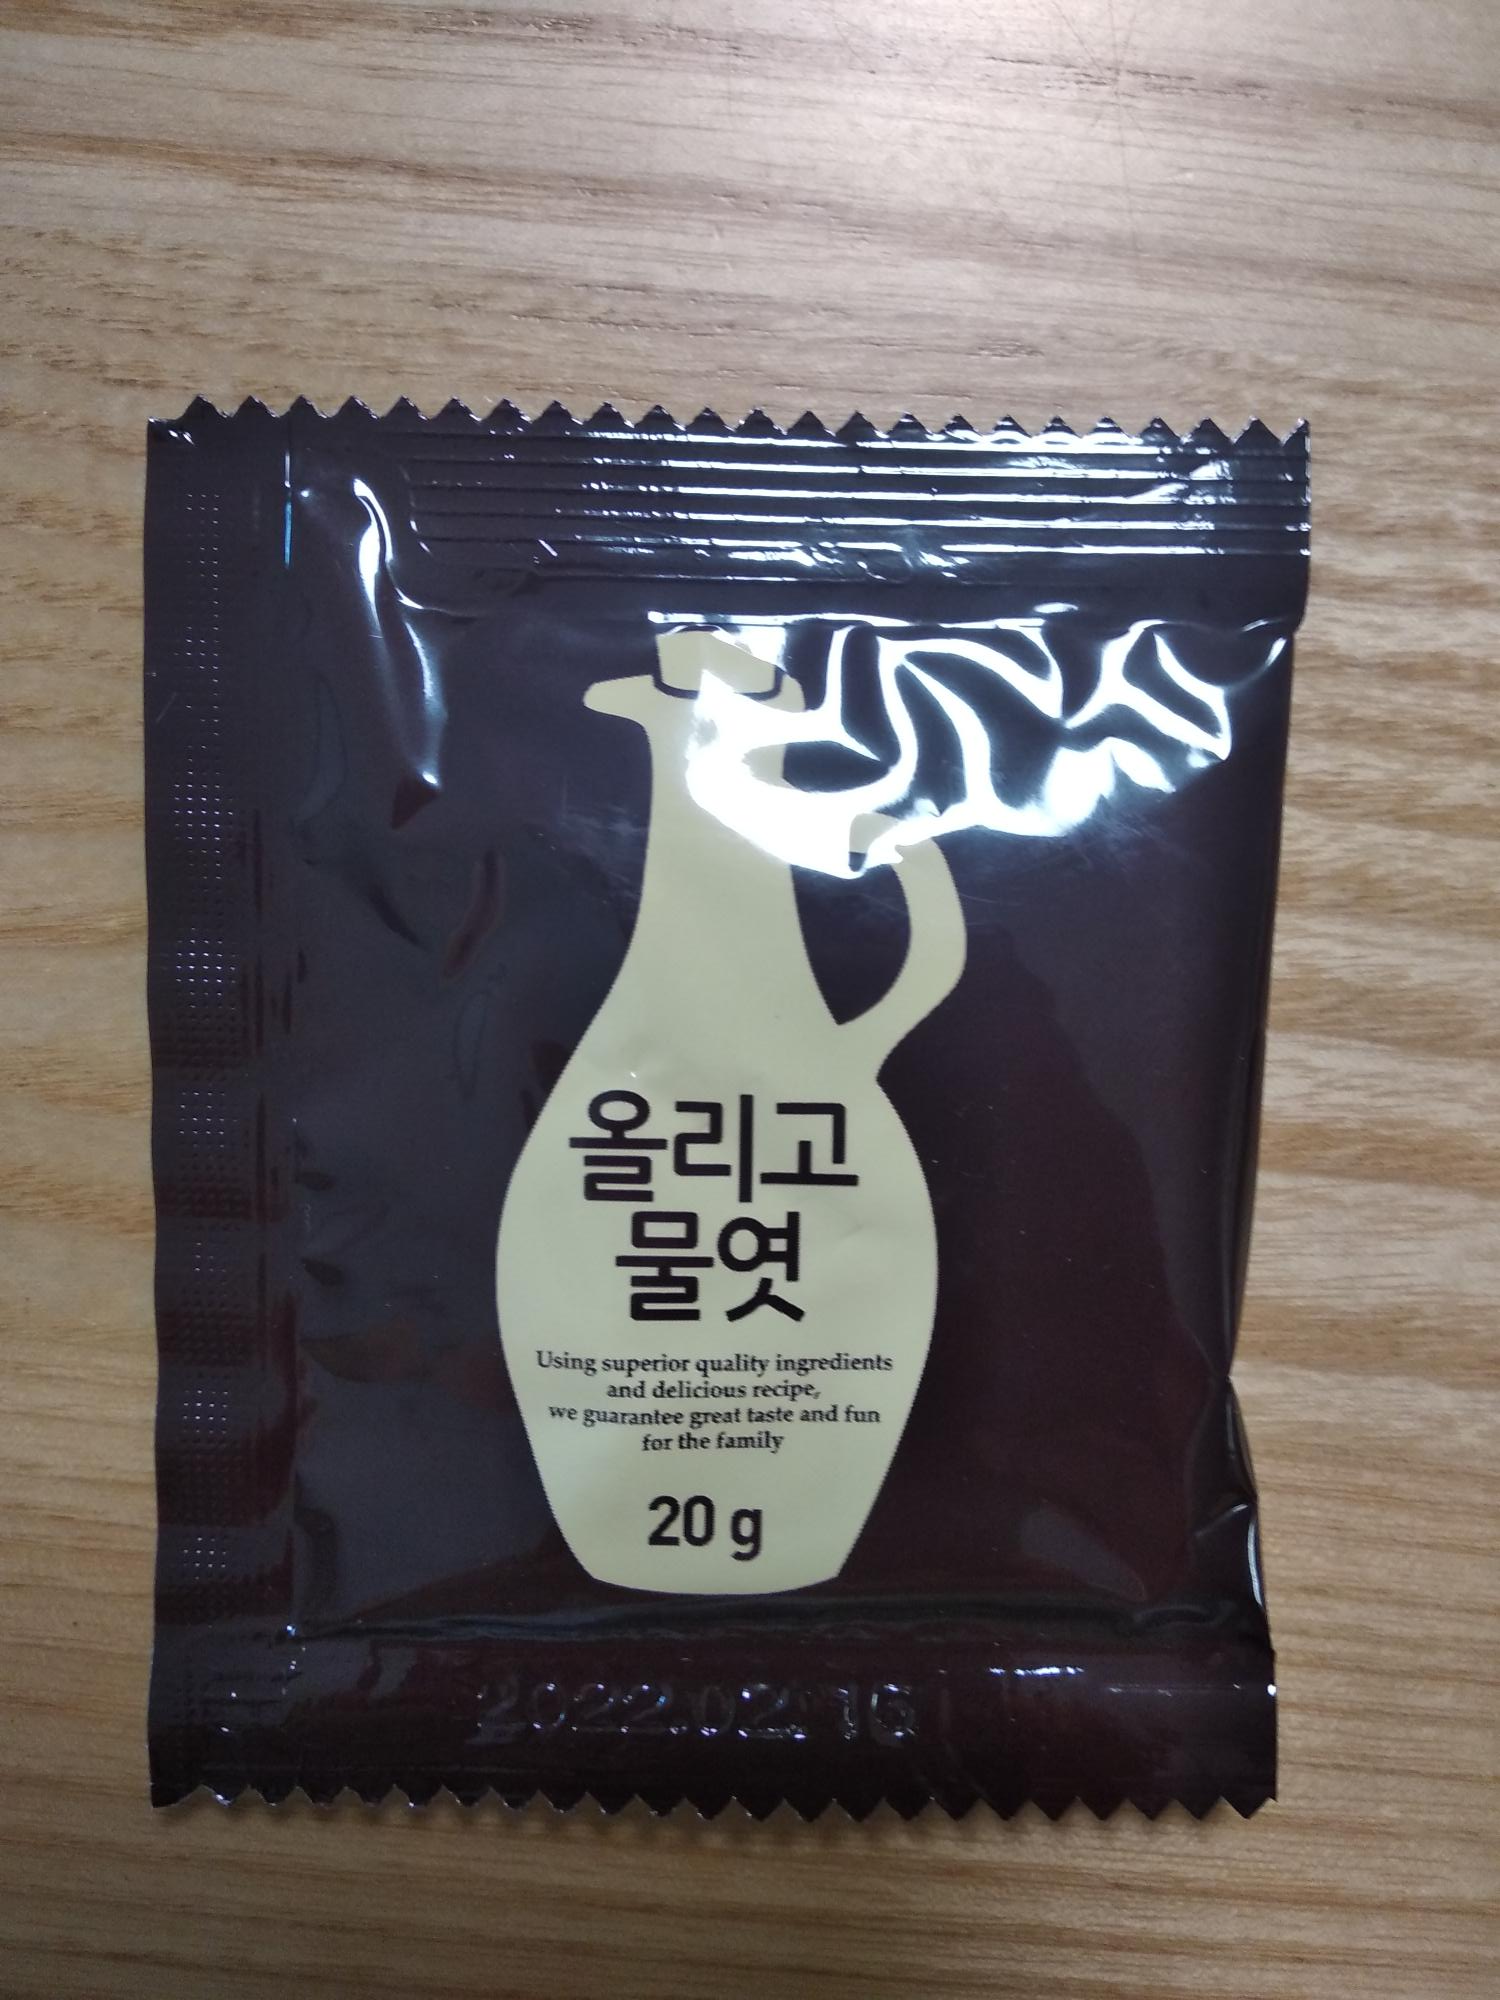 올리고
물엿
Using superior quality ingredients
and delicious recipe,
we guarantee great taste and fun
for the family
20 g
2022.02.16